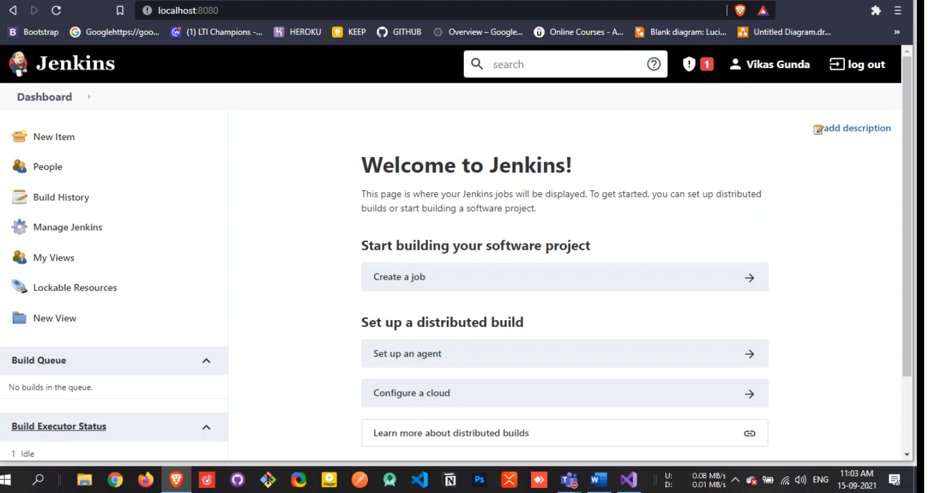 localhost:8080
Bootstrap
Googlehttps://goo...
(1) LTI Champions -...
HEROKU
KEEP
GITHUB
Overview – Google...
Online Courses - A...
Blank diagram: Luci...
Untitled Diagram.dr...
»
Jenkins
search
1
Vikas Gunda
log out
Dashboard
add description
New Item
People
Build History
Manage Jenkins
My Views
Lockable Resources
New View
Build Queue
No builds in the queue.
Build Executor Status
1 Idle
Welcome to Jenkins!
This page is where your Jenkins jobs will be displayed. To get started, you can set up distributed
builds or start building a software project.
Start building your software project
Create a job
Set up a distributed build
Set up an agent
Configure a cloud
Learn more about distributed builds
U: 0.08 MB/s
D: 0.01 MB/s
ENG
11:03 AM
15-09-2021